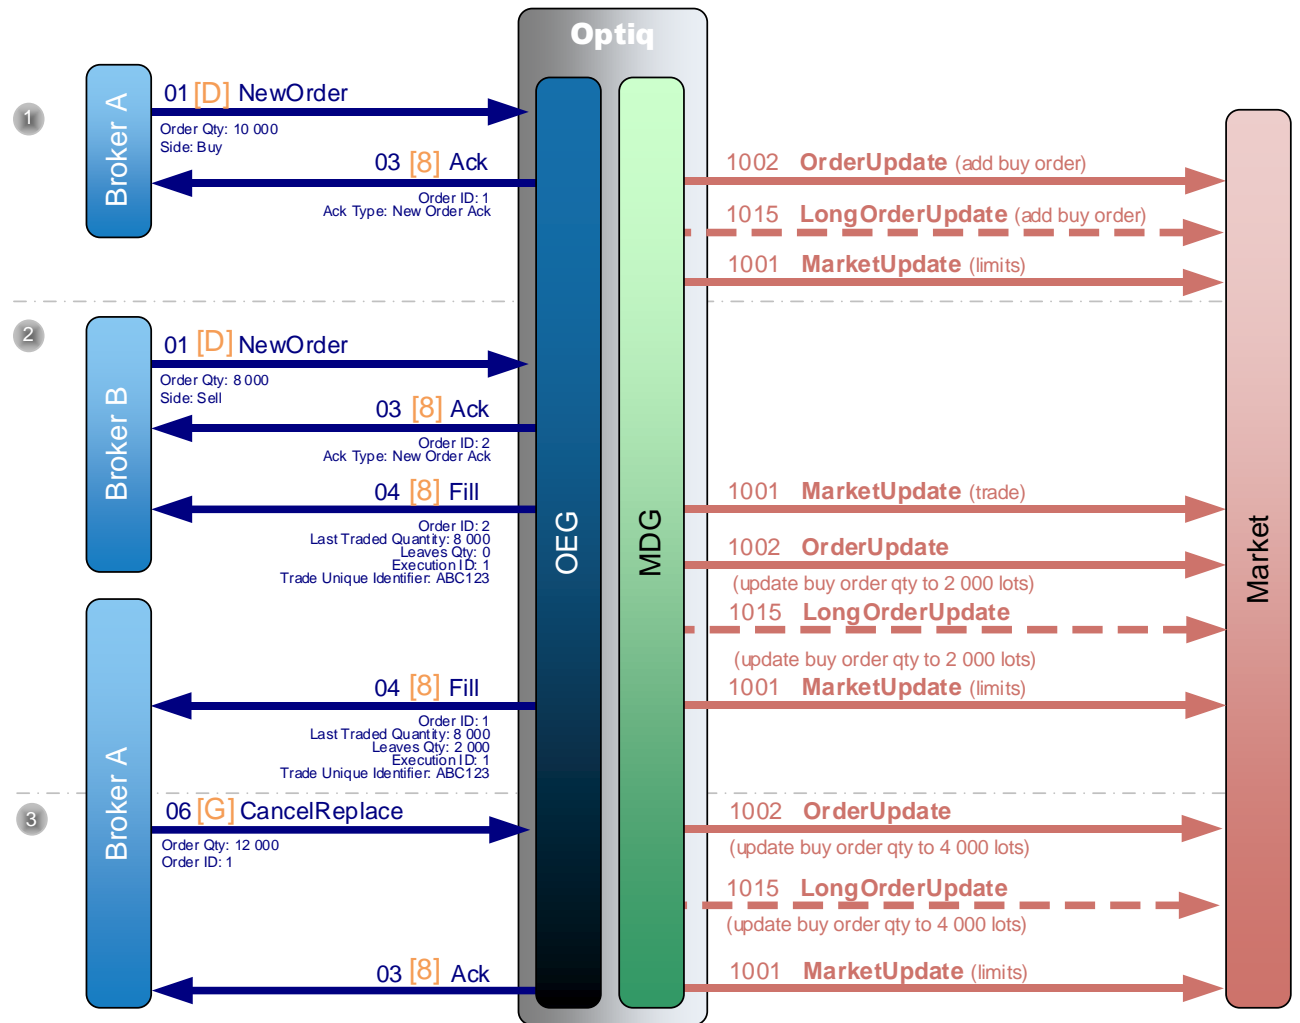 Optiq
1
Broker A
01 [D] NewOrder
Order Qty: 10 000
Side: Buy
03 [8] Ack
Order ID: 1
Ack Type: New Order Ack
1002 OrderUpdate (add buy order)
1015 LongOrderUpdate (add buy order)
1001 MarketUpdate (limits)
2
Broker B
01 [D] NewOrder
Order Qty: 8 000
Side: Sell
03 [8] Ack
Order ID: 2
Ack Type: New Order Ack
04 [8] Fill
Order ID: 2
Last Traded Quantity: 8 000
Leaves Qty: 0
Execution ID: 1
Trade Unique Identifier: ABC123
OEG
MDG
1001 MarketUpdate (trade)
1002 OrderUpdate
(update buy order qty to 2 000 lots)
1015 LongOrderUpdate
(update buy order qty to 2 000 lots)
1001 MarketUpdate (limits)
Market
Broker A
04 [8] Fill
Order ID: 1
Last Traded Quantity: 8 000
Leaves Qty: 2 000
Execution ID: 1
Trade Unique Identifier: ABC123
3
06 [G] CancelReplace
Order Qty: 12 000
Order ID: 1
1002 OrderUpdate
(update buy order qty to 4 000 lots)
1015 LongOrderUpdate
(update buy order qty to 4 000 lots)
03 [8] Ack
1001 MarketUpdate (limits)